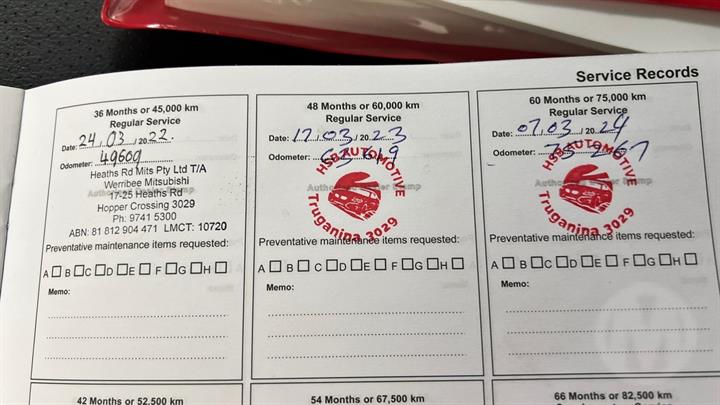 Service Records
36 Months or 45,000 km
Regular Service
Date: 24/03/2022.
Odometer: 49609
Heaths Rd Mits Pty Ltd T/A
Werribee Mitsubishi
17-25 Heaths Rd
Hopper Crossing 3029
Ph: 9741 5300
ABN: 81 812 904 471 LMCT: 10720
Preventative maintenance items requested:
A B C D E F G H
Memo:
48 Months or 60,000 km
Regular Service
Date: 17/03/2023
Odometer:
HSBAUTOMOTIVE
Truganina 3029
Preventative maintenance items requested:
A B C D E F G H
Memo:
60 Months or 75,000 km
Regular Service
Date: 07/03/2024
Odometer:
HSBAUTOMOTIVE
Truganina 3029
Preventative maintenance items requested:
A B C D E F G H
Memo:
42 Months or 52,500 km
54 Months or 67,500 km
66 Months or 82,500 km